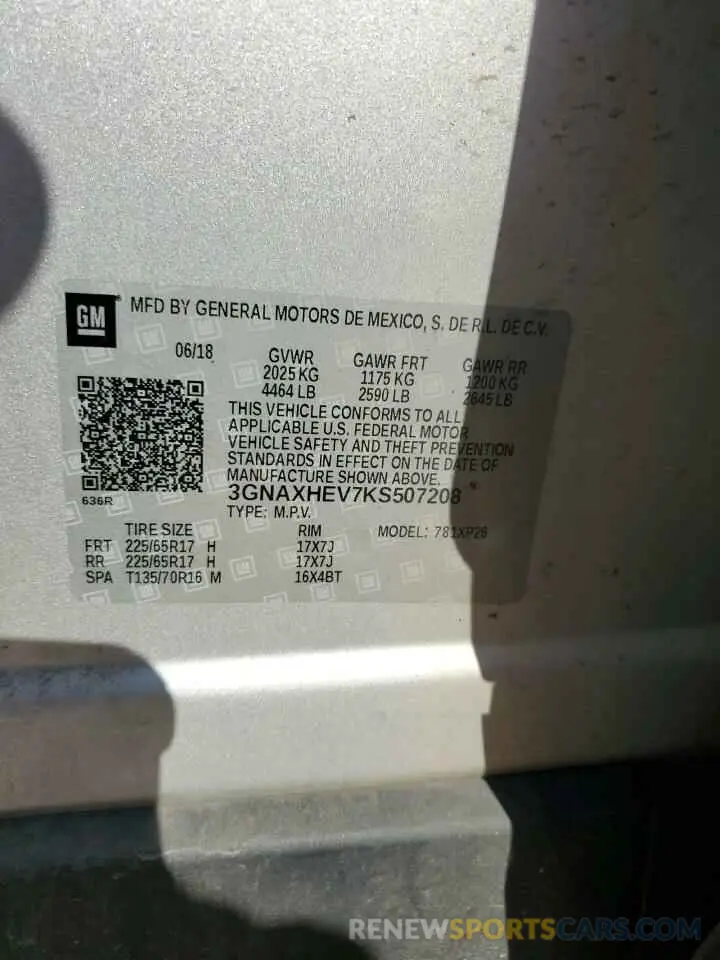 GM MFD BY GENERAL MOTORS DE MEXICO, S. DE R.L. DE C.V.
06/18 GVWR GAWR FRT GAWR RR
2025 KG 1175 KG 1200 KG
4464 LB 2590 LB 2645 LB
THIS VEHICLE CONFORMS TO ALL
APPLICABLE U.S. FEDERAL MOTOR
VEHICLE SAFETY AND THEFT PREVENTION
STANDARDS IN EFFECT ON THE DATE OF
MANUFACTURE SHOWN ABOVE.
636R
3GNAXHEV7KS507208
TYPE: M.P.V.
TIRE SIZE RIM MODEL: 781XP26
FRT 225/65R17 H 17X7J
RR 225/65R17 H 17X7J
SPA T135/70R16 M 16X4BT
RENEWSPORTSCARS.COM